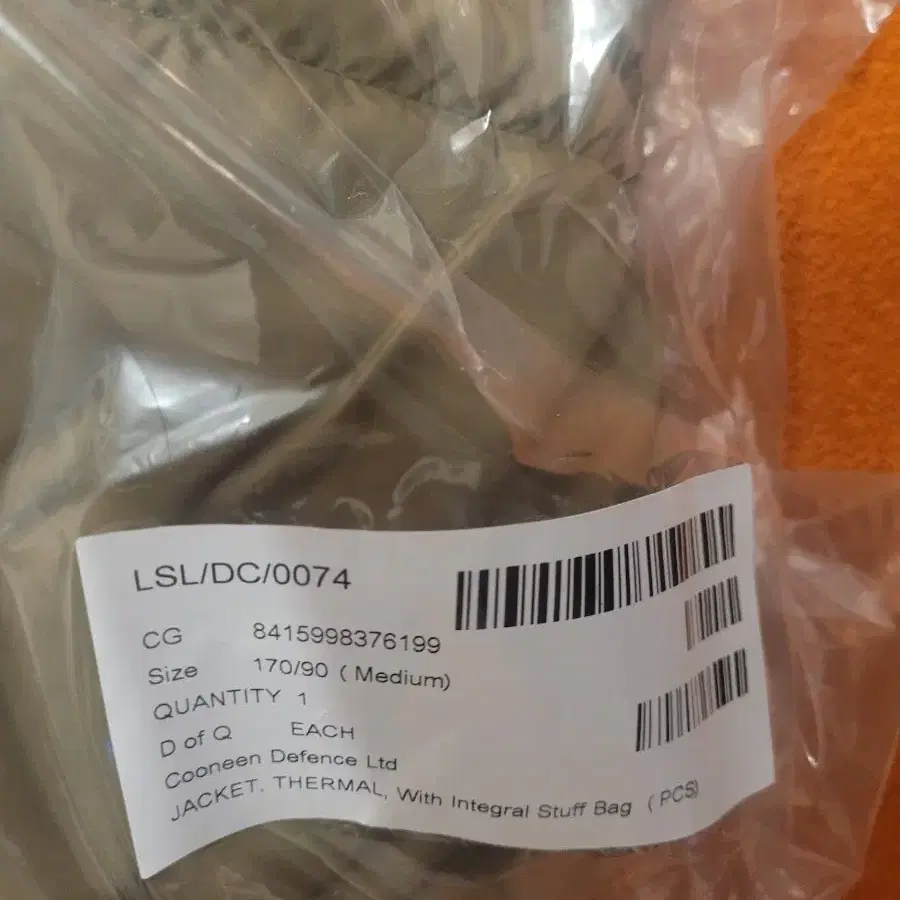 LSL/DC/0074
CG 8415998376199
Size 170/90 ( Medium)
QUANTITY 1
D of Q EACH
Cooneen Defence Ltd
JACKET, THERMAL, With Integral Stuff Bag ( PCS)